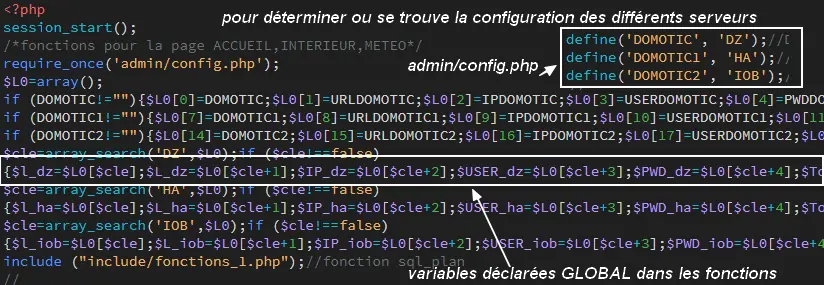 <?php
pour déterminer ou se trouve la configuration des différents serveurs
session_start();
/*fonctions pour la page ACCUEIL,INTERIEUR,METEO*/
define('DOMOTIC', 'DZ');//
require_once('admin/config.php');
admin/config.php
define('DOMOTIC1', 'HA');//
$L0=array();
define('DOMOTIC2', 'IOB');
if (DOMOTIC!=""){$L0[0]=DOMOTIC;$L0[1]=URLDOMOTIC;$L0[2]=IPDOMOTIC;$L0[3]=USERDOMOTIC;$L0[4]=PWDDO
if (DOMOTIC1!=""){$L0[7]=DOMOTIC1;$L0[8]=URLDOMOTIC1;$L0[9]=IPDOMOTIC1;$L0[10]=USERDOMOTIC1;$L0[11
if (DOMOTIC2!=""){$L0[14]=DOMOTIC2;$L0[15]=URLDOMOTIC2;$L0[16]=IPDOMOTIC2;$L0[17]=USERDOMOTIC2;$L0
$cle=array_search('DZ',$L0);if ($cle!==false)
{$l_dz=$L0[$cle];$L_dz=$L0[$cle+1];$IP_dz=$L0[$cle+2];$USER_dz=$L0[$cle+3];$PWD_dz=$L0[$cle+4];$To
$cle=array_search('HA',$L0);if ($cle!==false)
{$l_ha=$L0[$cle];$L_ha=$L0[$cle+1];$IP_ha=$L0[$cle+2];$USER_ha=$L0[$cle+3];$PWD_ha=$L0[$cle+4];$To
$cle=array_search('IOB',$L0);if ($cle!==false)
{$l_iob=$L0[$cle];$L_iob=$L0[$cle+1];$IP_iob=$L0[$cle+2];$USER_iob=$L0[$cle+3];$PWD_iob=$L0[$cle+4
include ("include/fonctions_1.php");//fonction sql_plan
variables déclarées GLOBAL dans les fonctions
//